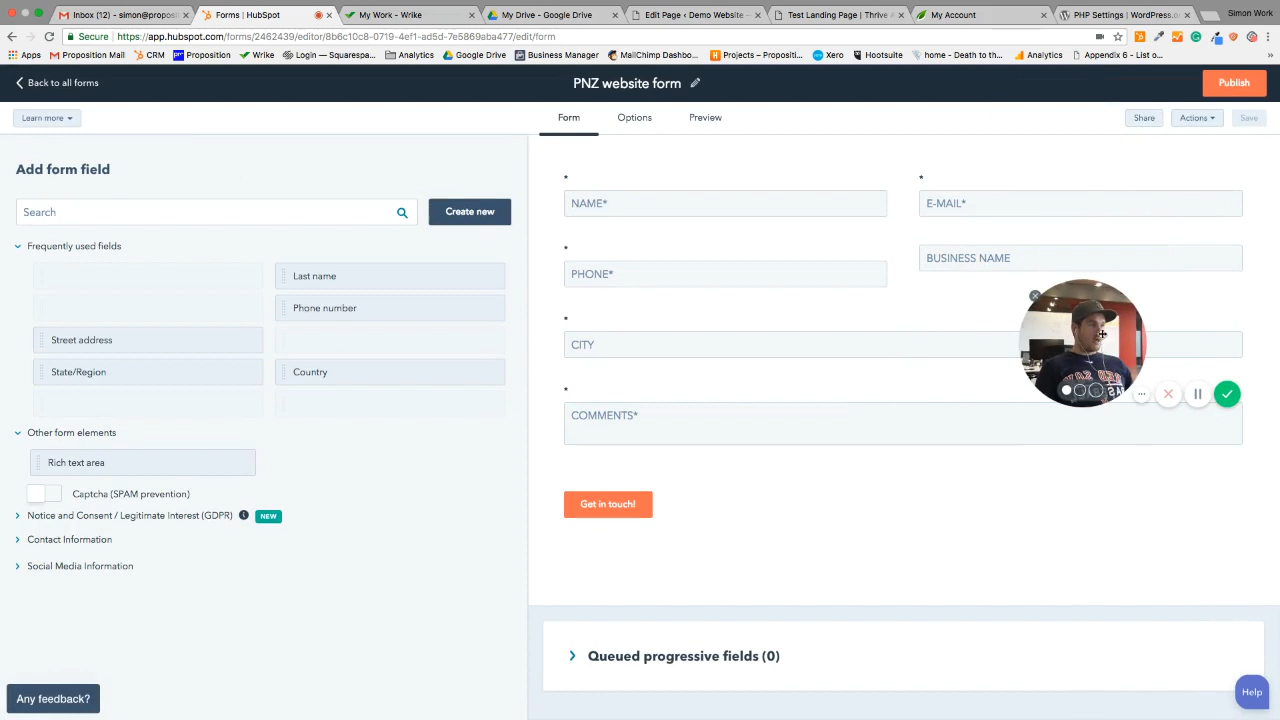 Inbox (12) - simon@proposit
Forms | HubSpot
My Work - Wrike
My Drive - Google Drive
Edit Page ‹ Demo Website –
Test Landing Page | Thrive A
My Account
PHP Settings | WordPress.or
Simon Work
Secure
https://app.hubspot.com/forms/2462439/editor/8b6c10c8-0719-4ef1-ad5d-7e5869aba477/edit/form
Apps
Proposition Mail
CRM
Proposition
Wrike
Login — Squarespa...
Analytics
Google Drive
Business Manager
MailChimp Dashbo...
Projects – Propositi...
Xero
Hootsuite
home - Death to th...
Analytics
Appendix 6 - List o...
»
Back to all forms
PNZ website form
Publish
Learn more
Form
Options
Preview
Share
Actions
Save
Add form field
Search
Create new
Frequently used fields
Last name
Phone number
Street address
State/Region
Country
Other form elements
Rich text area
Captcha (SPAM prevention)
Notice and Consent / Legitimate Interest (GDPR)
NEW
Contact Information
Social Media Information
*
*
NAME*
E-MAIL*
*
PHONE*
BUSINESS NAME
*
CITY
*
COMMENTS*
Get in touch!
Queued progressive fields (0)
Any feedback?
Help